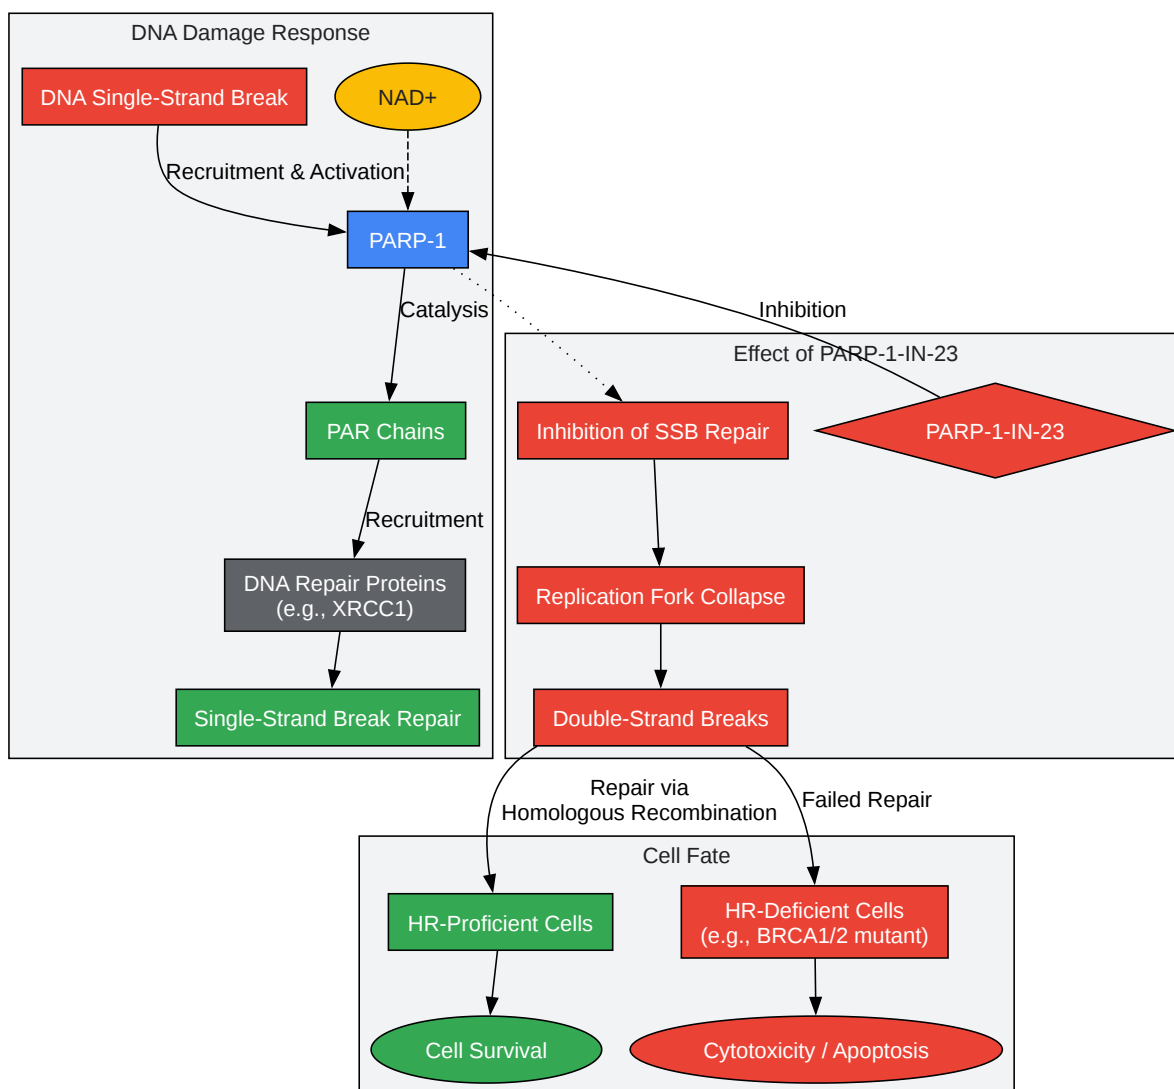 DNA Damage Response
DNA Single-Strand Break
NAD+
Recruitment & Activation
PARP-1
Catalysis
Inhibition
Effect of PARP-1-IN-23
PAR Chains
Inhibition of SSB Repair
PARP-1-IN-23
Recruitment
DNA Repair Proteins
(e.g., XRCC1)
Replication Fork Collapse
Single-Strand Break Repair
Double-Strand Breaks
Repair via
Homologous Recombination
Failed Repair
Cell Fate
HR-Proficient Cells
HR-Deficient Cells
(e.g., BRCA1/2 mutant)
Cell Survival
Cytotoxicity / Apoptosis